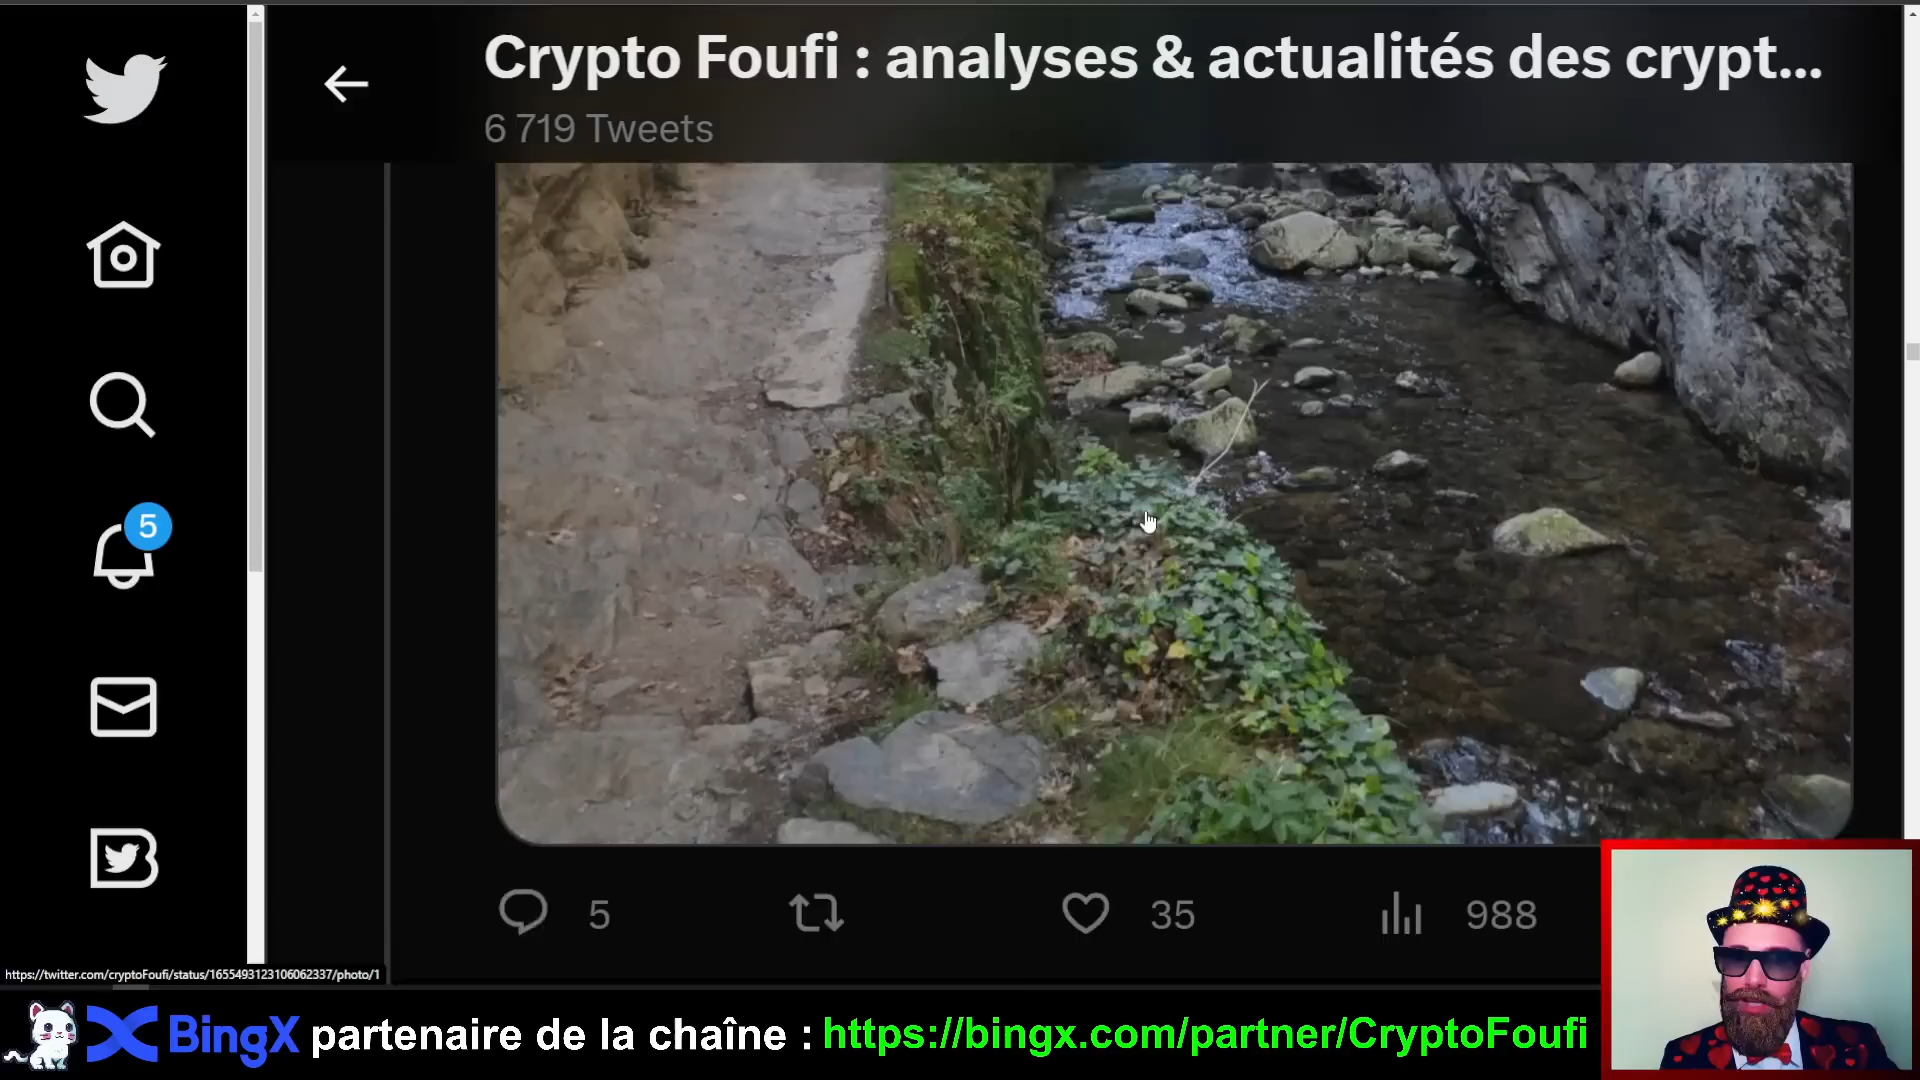 Crypto Foufi : analyses & actualités des crypt...
6 719 Tweets
5
5
35
988
https://twitter.com/cryptoFoufi/status/1655493123106062337/photo/1
BingX partenaire de la chaîne : https://bingx.com/partner/CryptoFoufi